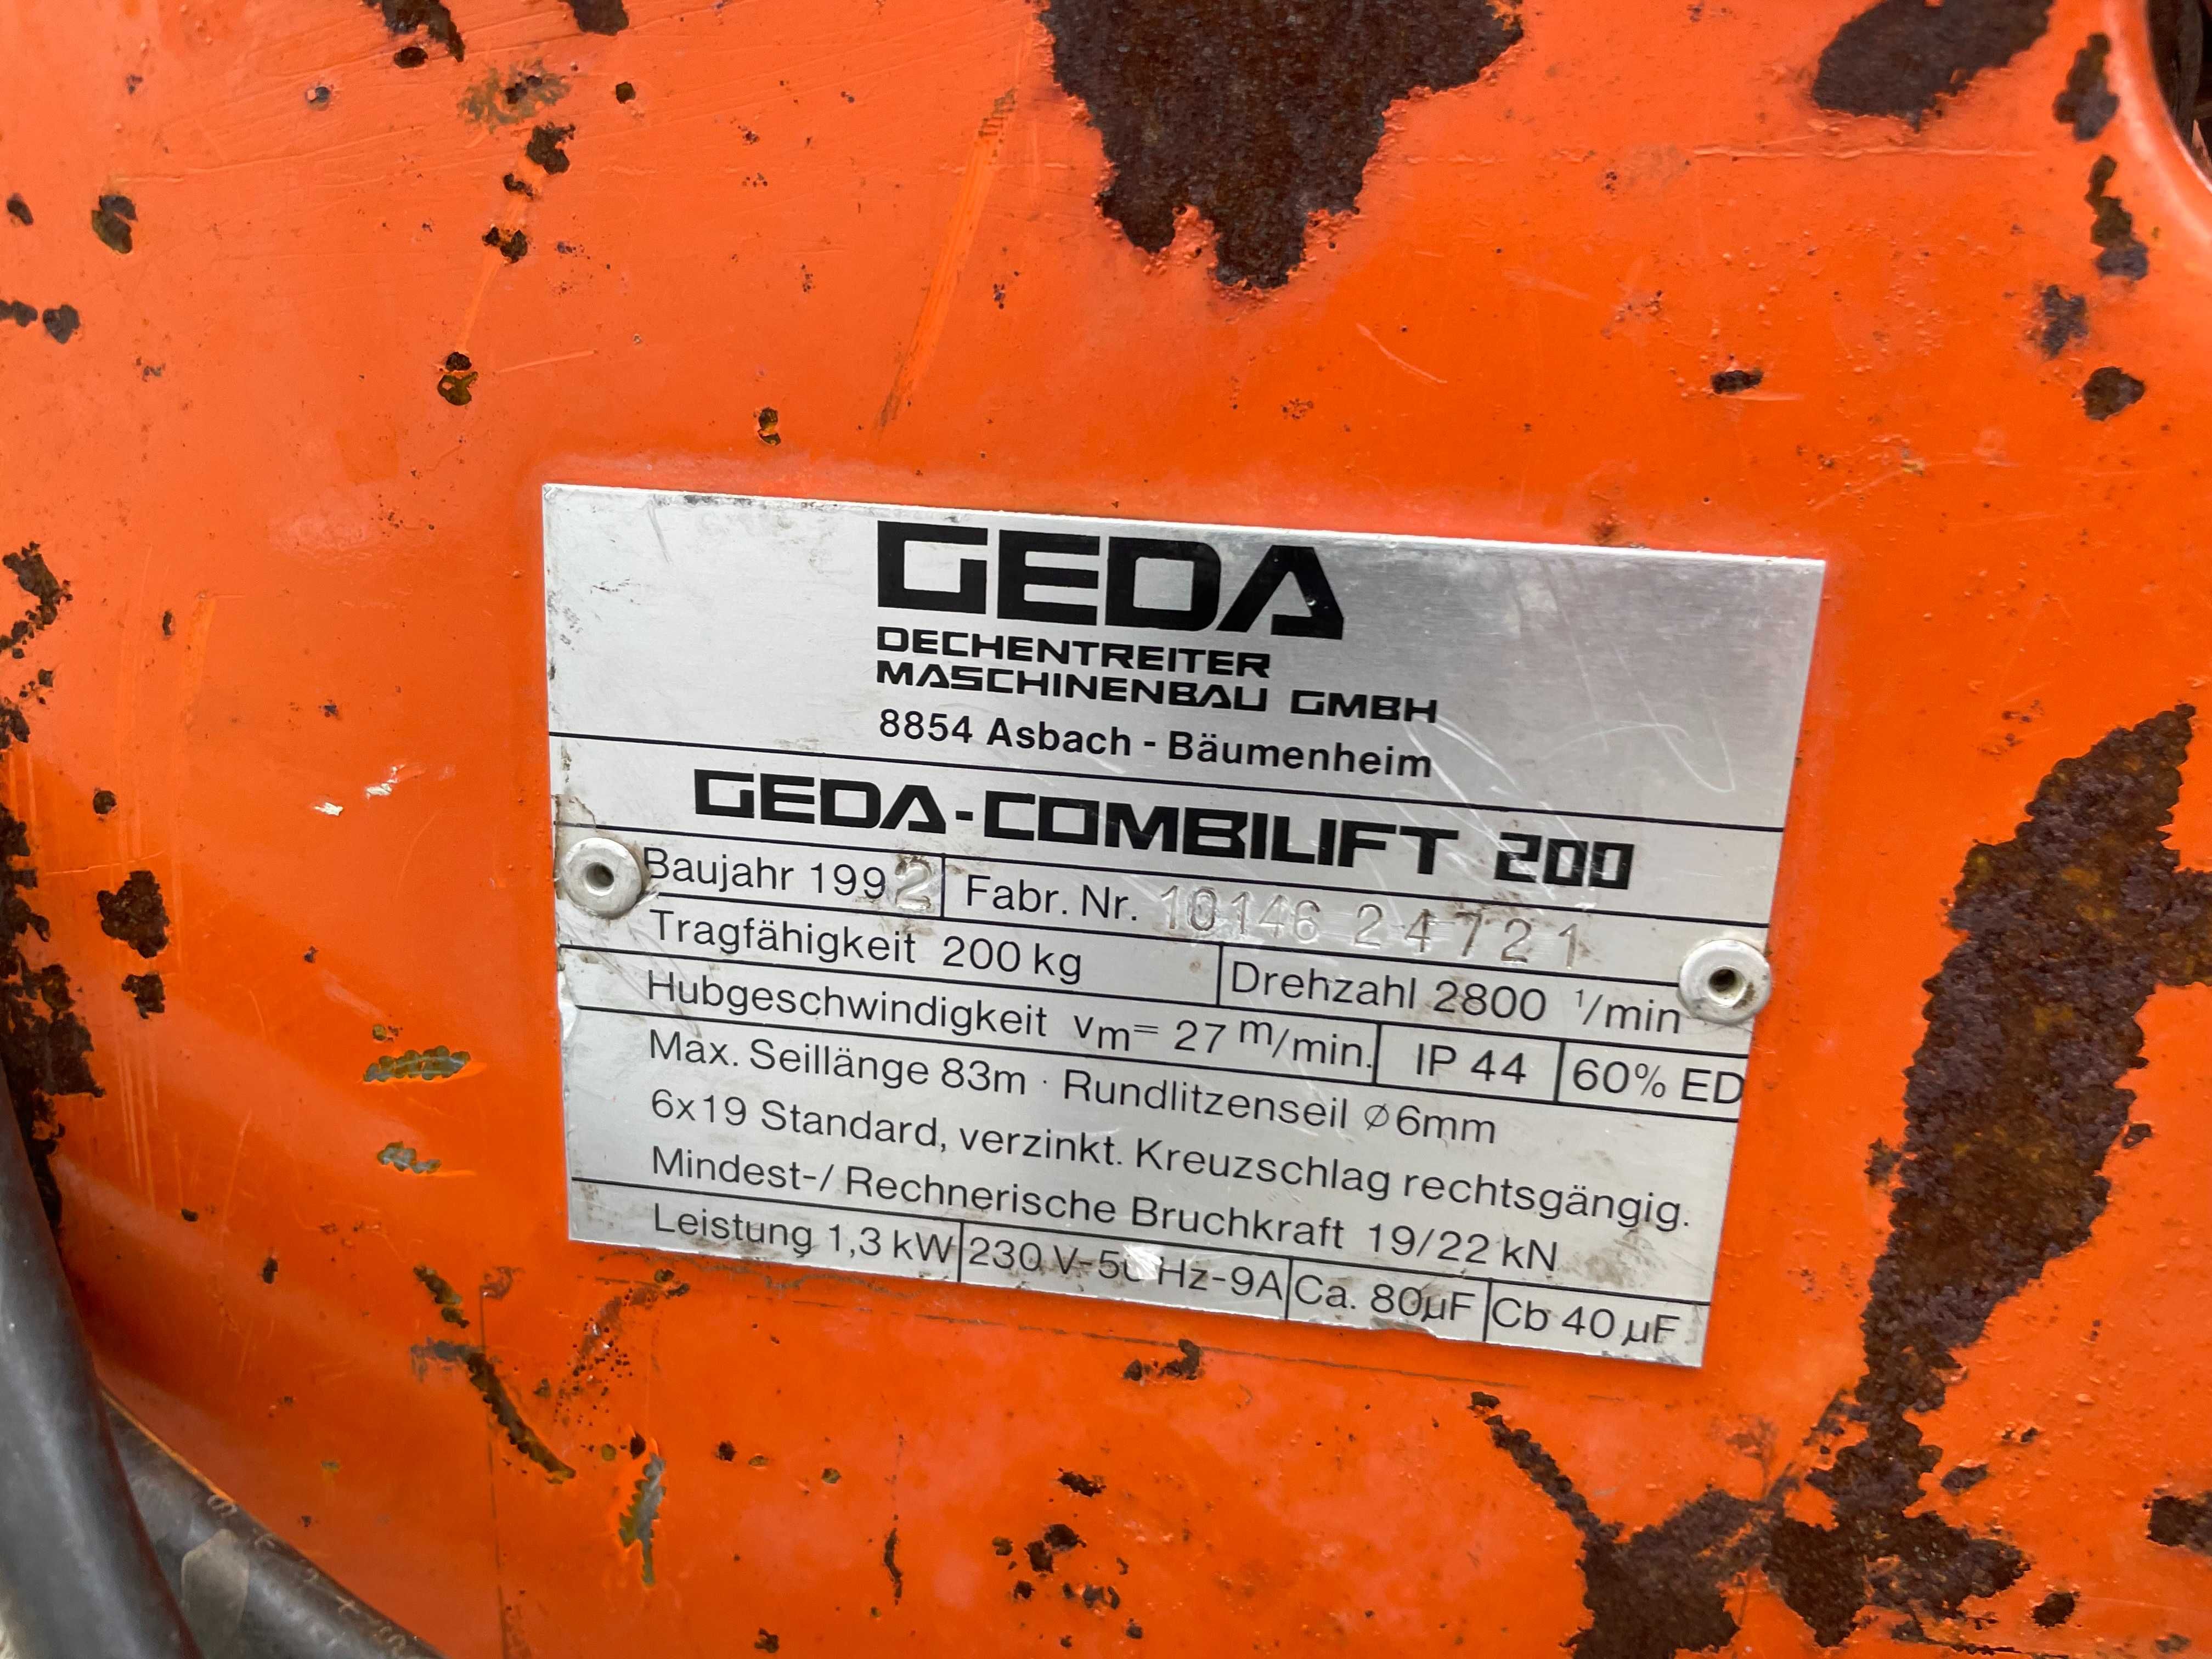 GEDA
DECHENTREITER
MASCHINENBAU GMBH
8854 Asbach - Bäumenheim
GEDA-COMBILIFT 200
Baujahr 1992 Fabr. Nr. 10146 24721
Tragfähigkeit 200 kg Drehzahl 2800 1/min
Hubgeschwindigkeit vm= 27 m/min. IP 44 60% ED
Max. Seillänge 83m · Rundlitzenseil ⌀6mm
6x19 Standard, verzinkt. Kreuzschlag rechtsgängig.
Mindest-/ Rechnerische Bruchkraft 19/22 kN
Leistung 1,3 kW 230 V-50 Hz-9A Ca. 80µF Cb 40 µF